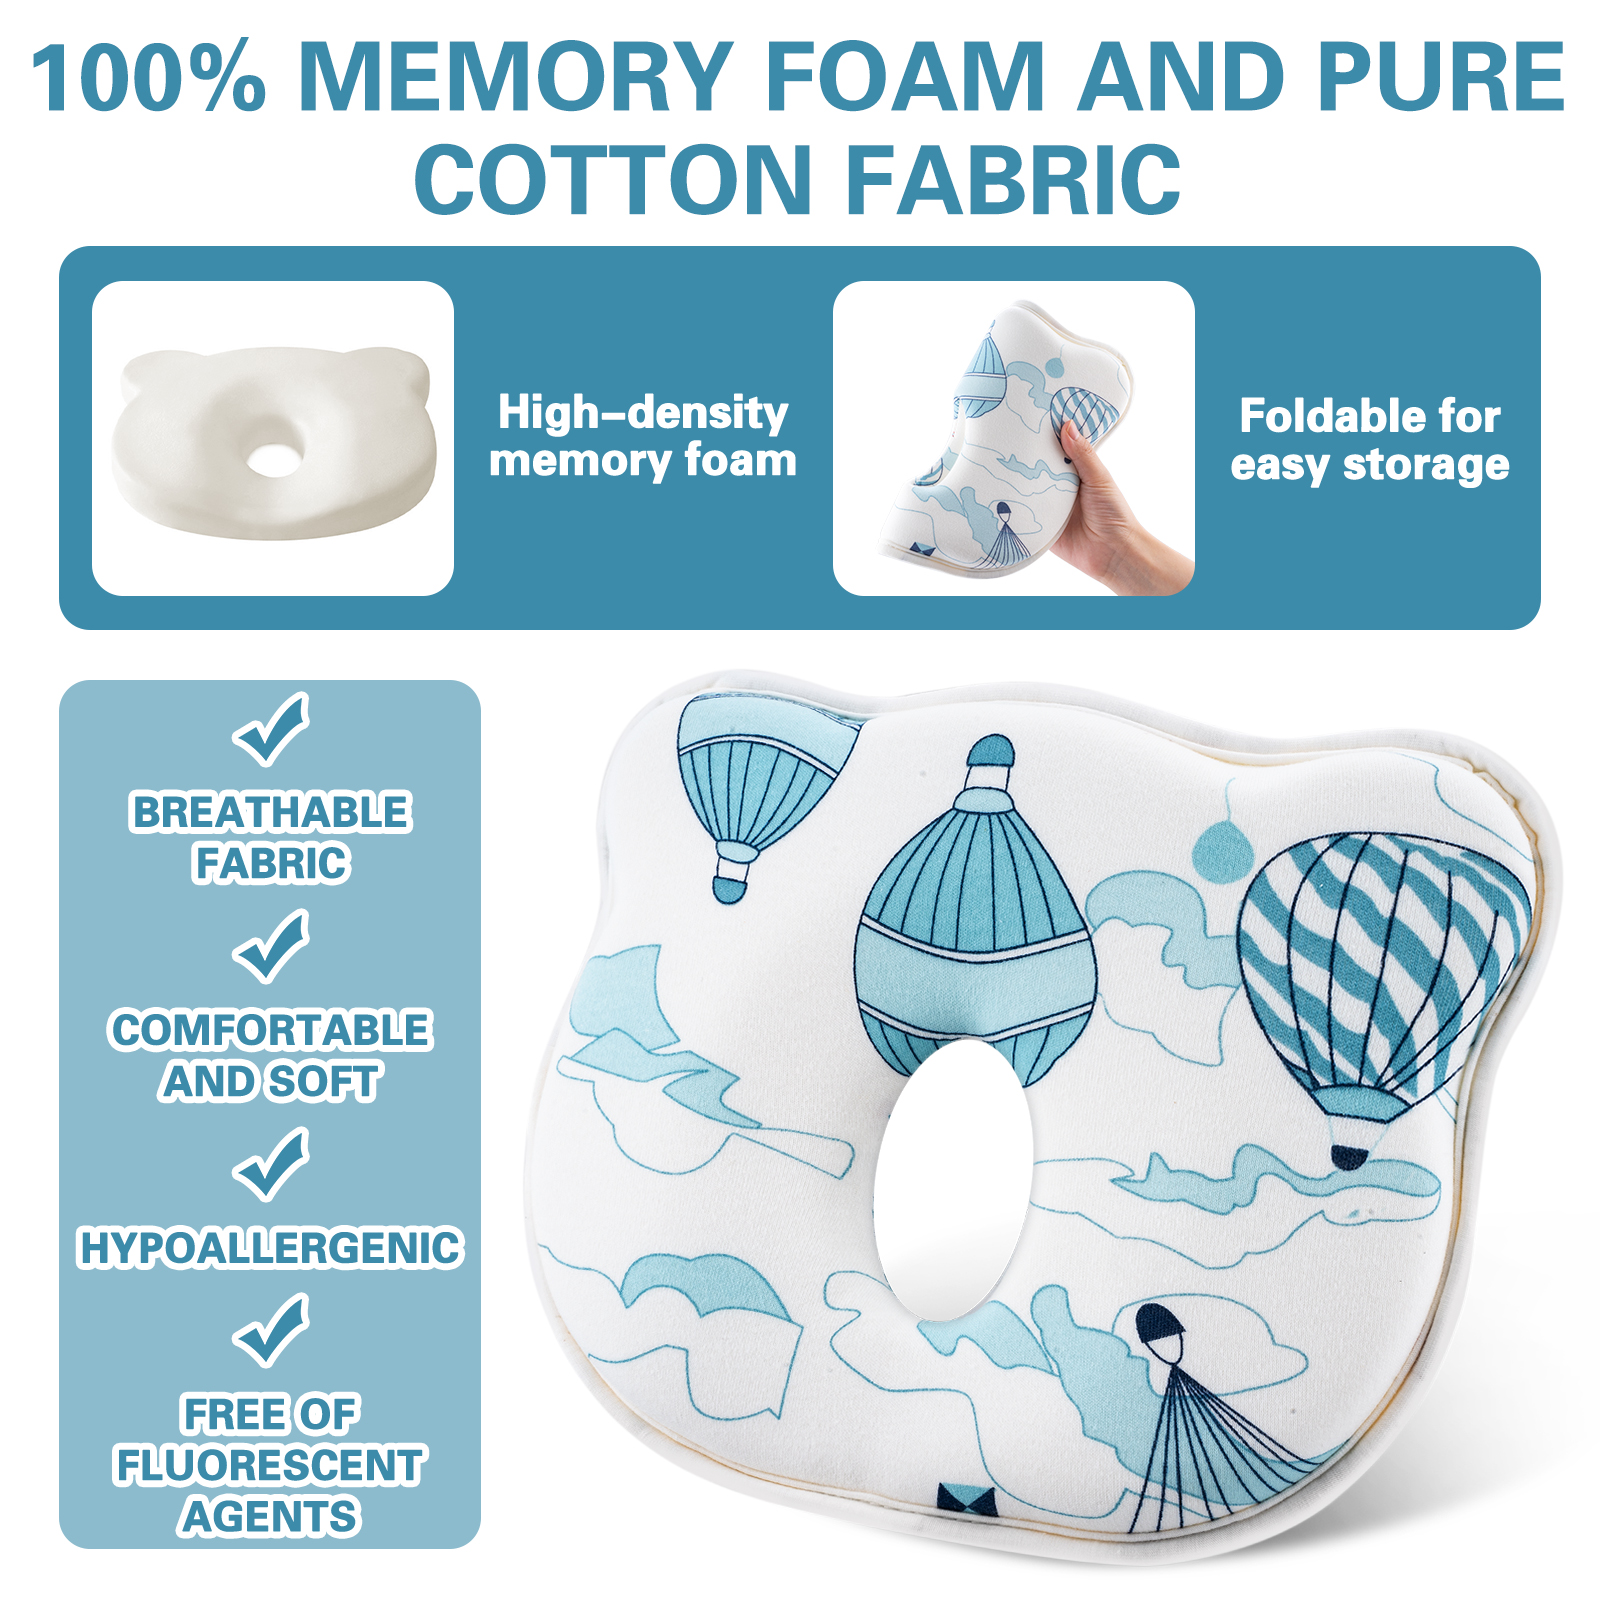 100% MEMORY FOAM AND PURE
COTTON FABRIC
High-density
memory foam
Foldable for
easy storage
BREATHABLE
FABRIC
COMFORTABLE
AND SOFT
HYPOALLERGENIC
FREE OF
FLUORESCENT
AGENTS